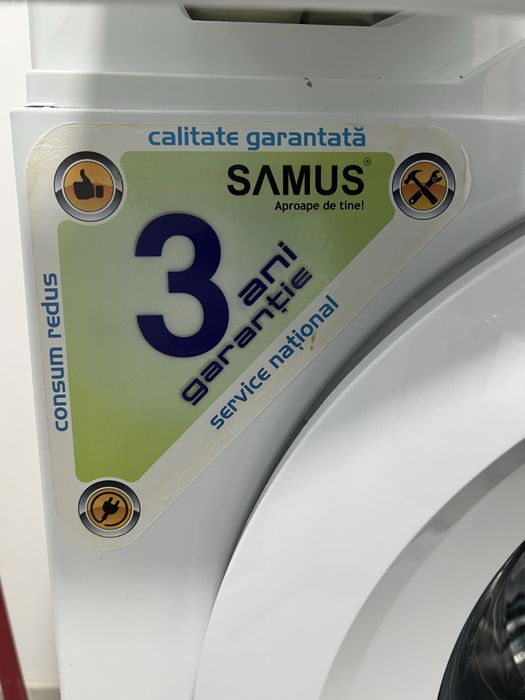 calitate garantată
SAMUS®
Aproape de tine!
3 ani
garanție
consum redus
service național